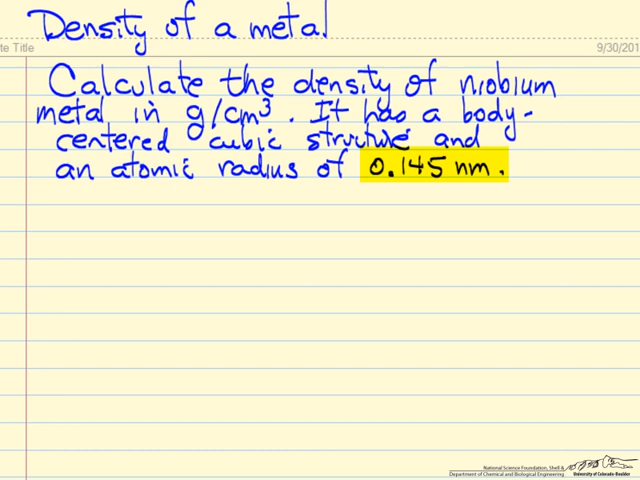 Density of a metal
te Title
9/30/201
Calculate the density of niobium
metal in g/cm³. It has a body-
centered cubic structure and
an atomic radius of 0.145 nm.
National Science Foundation, Shell &
Department of Chemical and Biological Engineering
University of Colorado Boulder